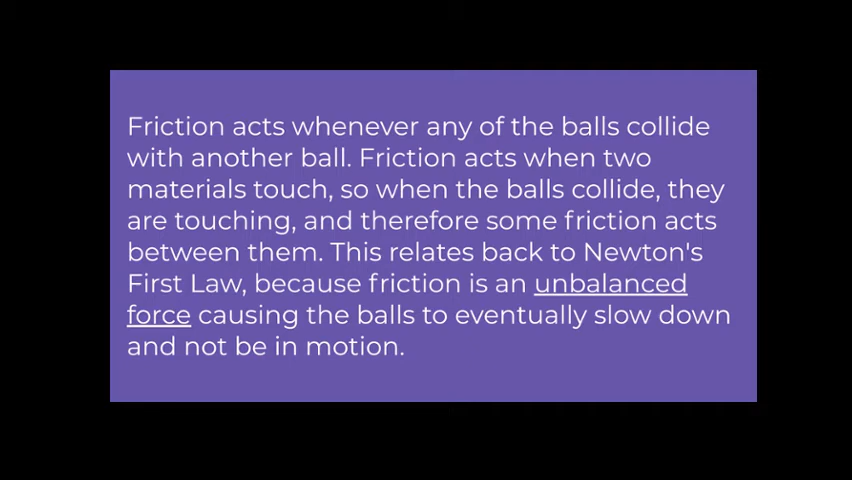 Friction acts whenever any of the balls collide
with another ball. Friction acts when two
materials touch, so when the balls collide, they
are touching, and therefore some friction acts
between them. This relates back to Newton's
First Law, because friction is an unbalanced
force causing the balls to eventually slow down
and not be in motion.